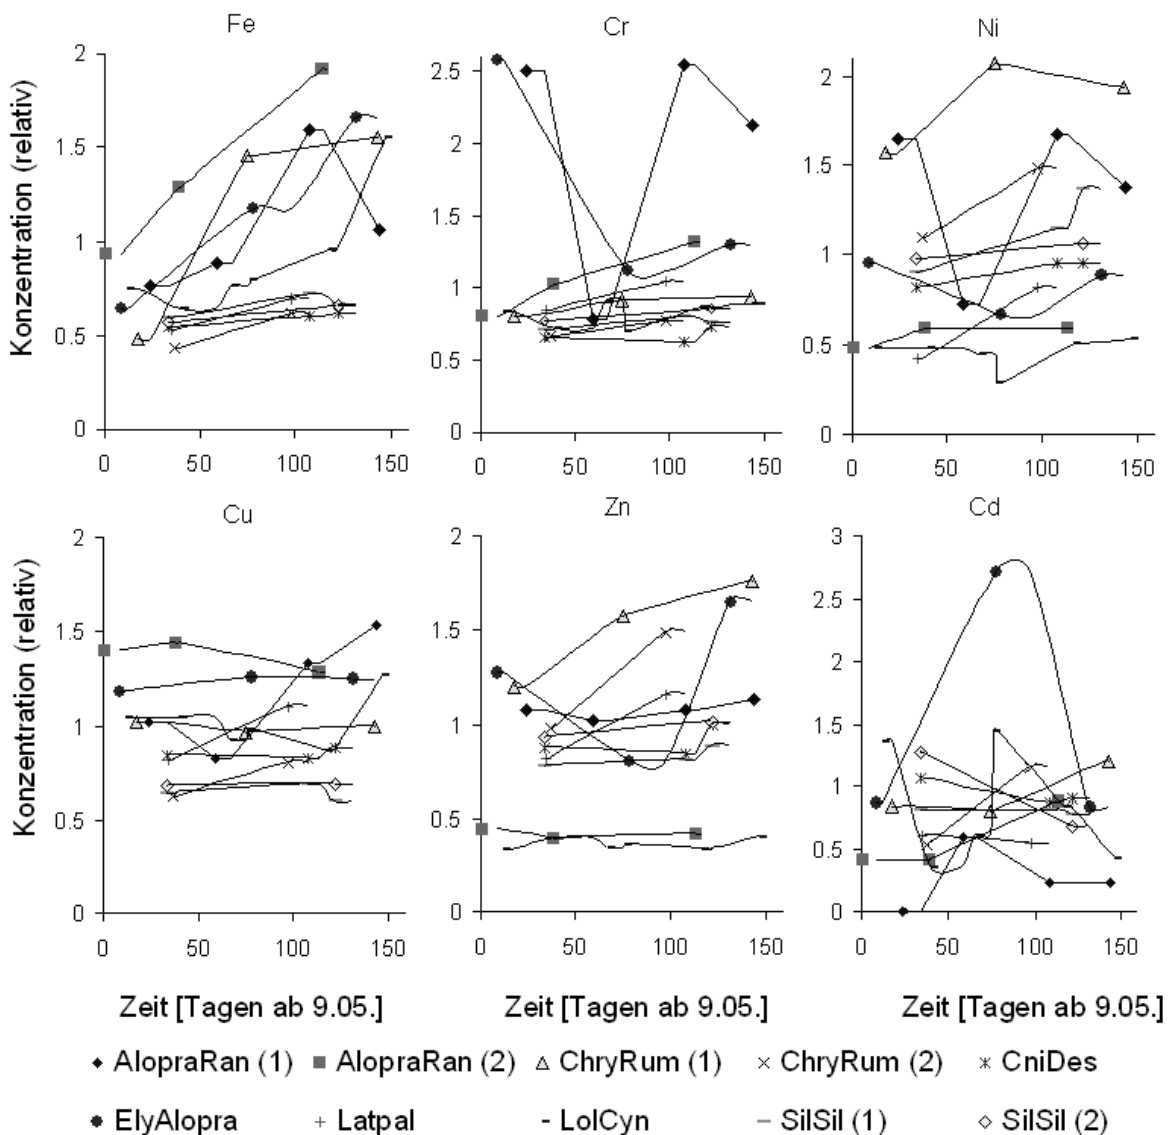 Fe
Cr
Ni
Konzentration (relativ)
2
1.5
1
0.5
0
0 50 100 150
2.5
2
1.5
1
0.5
0
0 50 100 150
2
1.5
1
0.5
0
0 50 100 150
Cu
Zn
Cd
Konzentration (relativ)
2
1.5
1
0.5
0
0 50 100 150
2
1.5
1
0.5
0
0 50 100 150
3
2.5
2
1.5
1
0.5
0
0 50 100 150
Zeit [Tagen ab 9.05.]
Zeit [Tagen ab 9.05.]
Zeit [Tagen ab 9.05.]
AlopraRan (1) AlopraRan (2) ChryRum (1) ChryRum (2) CniDes
ElyAlopra Latpal LolCyn SilSil (1) SilSil (2)